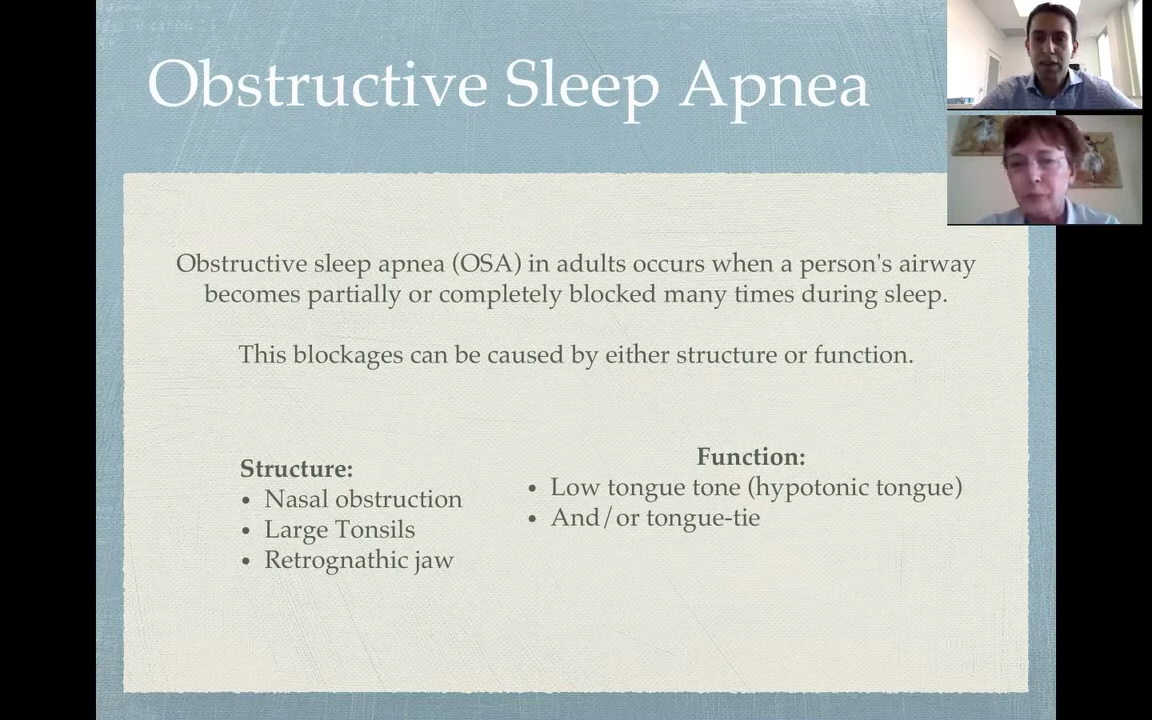 Obstructive Sleep Apnea
Obstructive sleep apnea (OSA) in adults occurs when a person's airway
becomes partially or completely blocked many times during sleep.
This blockages can be caused by either structure or function.
Structure:
• Nasal obstruction
• Large Tonsils
• Retrognathic jaw
Function:
• Low tongue tone (hypotonic tongue)
• And/or tongue-tie